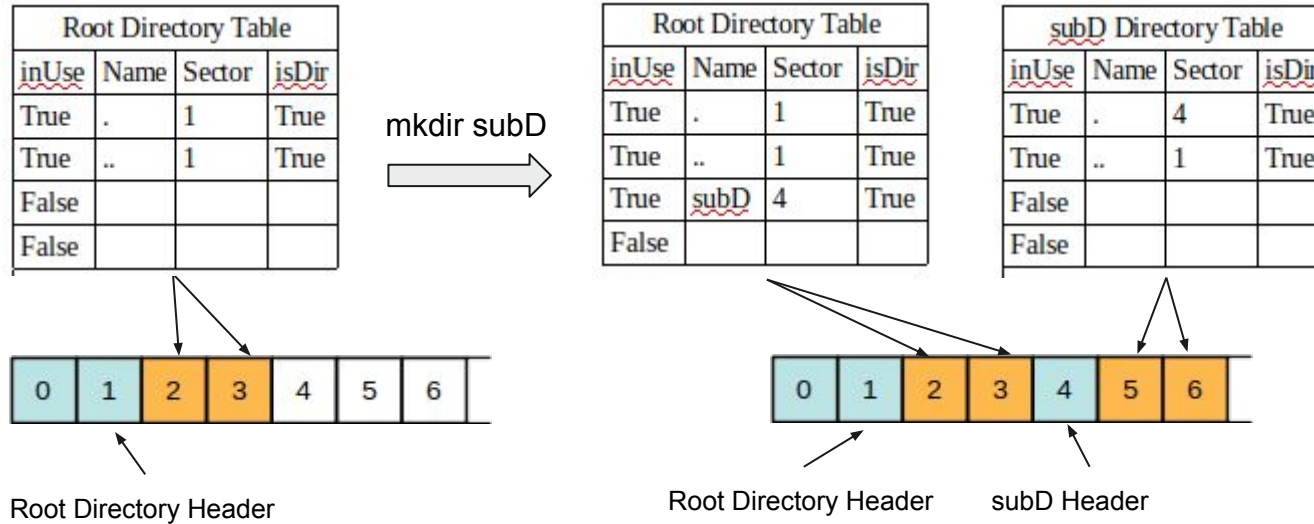 Root Directory Table
inUse Name Sector isDir
True . 1 True
True .. 1 True
False
False
mkdir subD
Root Directory Table
inUse Name Sector isDir
True . 1 True
True .. 1 True
True subD 4 True
False
subD Directory Table
inUse Name Sector isDir
True . 4 True
True .. 1 True
False
False
0 1 2 3 4 5 6
Root Directory Header
0 1 2 3 4 5 6
Root Directory Header
subD Header